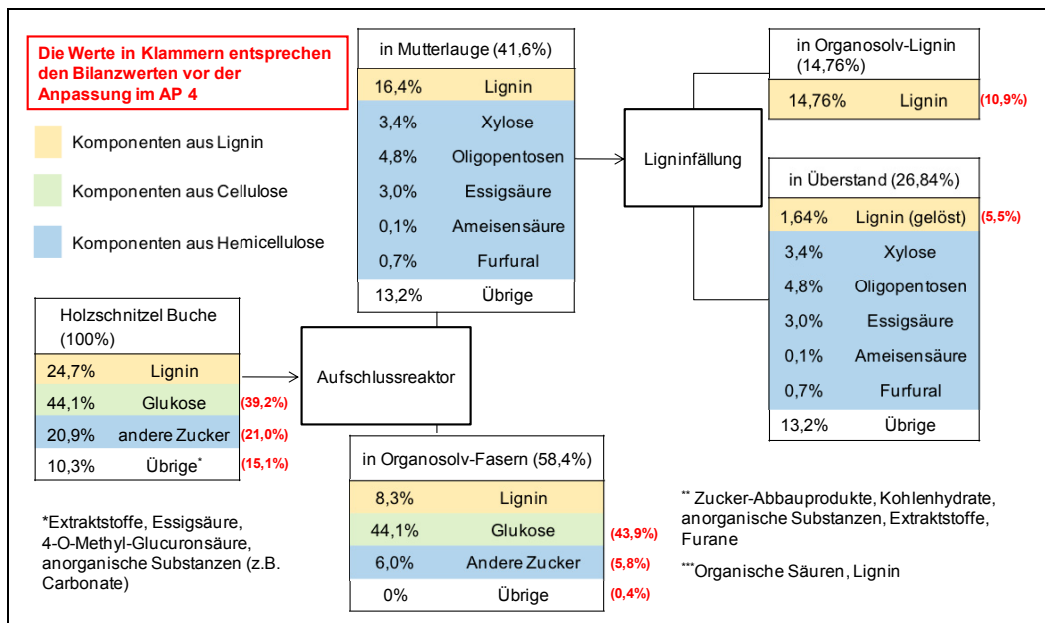 Die Werte in Klammern entsprechen
den Bilanzwerten vor der
Anpassung im AP 4
Komponenten aus Lignin
Komponenten aus Cellulose
Komponenten aus Hemicellulose
in Mutterlauge (41,6%)
16,4% Lignin
3,4% Xylose
4,8% Oligopentosen
3,0% Essigsäure
0,1% Ameisensäure
0,7% Furfural
13,2% Übrige
Ligninfällung
in Organosolv-Lignin
(14,76%)
14,76% Lignin (10,9%)
in Überstand (26,84%)
1,64% Lignin (gelöst) (5,5%)
3,4% Xylose
4,8% Oligopentosen
3,0% Essigsäure
0,1% Ameisensäure
0,7% Furfural
13,2% Übrige
Holzschnitzel Buche
(100%)
24,7% Lignin
44,1% Glukose (39,2%)
20,9% andere Zucker (21,0%)
10,3% Übrige* (15,1%)
Aufschlussreaktor
in Organosolv-Fasern (58,4%)
8,3% Lignin
44,1% Glukose (43,9%)
6,0% Andere Zucker (5,8%)
0% Übrige (0,4%)
*Extraktstoffe, Essigsäure,
4-O-Methyl-Glucuronsäure,
anorganische Substanzen (z.B.
Carbonate)
** Zucker-Abbauprodukte, Kohlenhydrate,
anorganische Substanzen, Extraktstoffe,
Furane
***Organische Säuren, Lignin